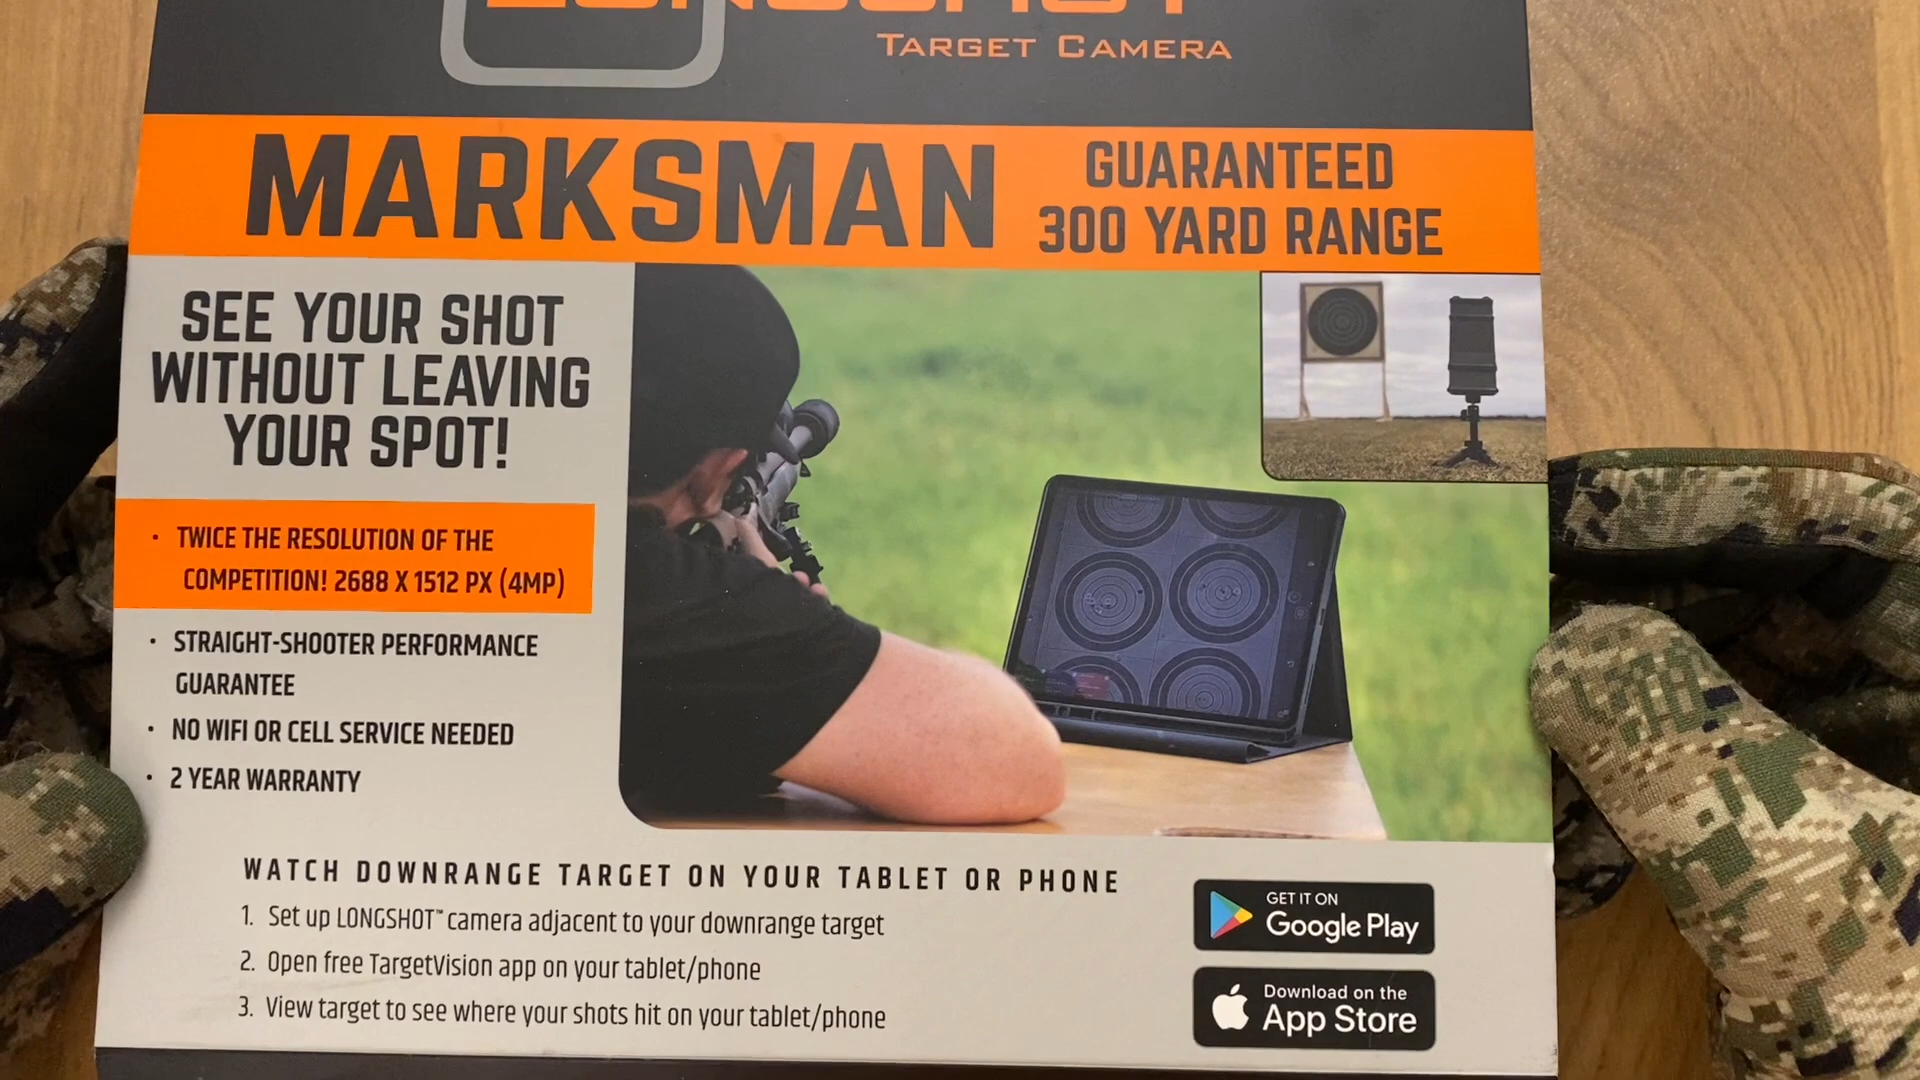 LONGSHOT
TARGET CAMERA
MARKSMAN
GUARANTEED
300 YARD RANGE
SEE YOUR SHOT
WITHOUT LEAVING
YOUR SPOT!
· TWICE THE RESOLUTION OF THE
COMPETITION! 2688 X 1512 PX (4MP)
· STRAIGHT-SHOOTER PERFORMANCE
GUARANTEE
· NO WIFI OR CELL SERVICE NEEDED
· 2 YEAR WARRANTY
WATCH DOWNRANGE TARGET ON YOUR TABLET OR PHONE
1. Set up LONGSHOT™ camera adjacent to your downrange target
2. Open free TargetVision app on your tablet/phone
3. View target to see where your shots hit on your tablet/phone
GET IT ON
Google Play
Download on the
App Store